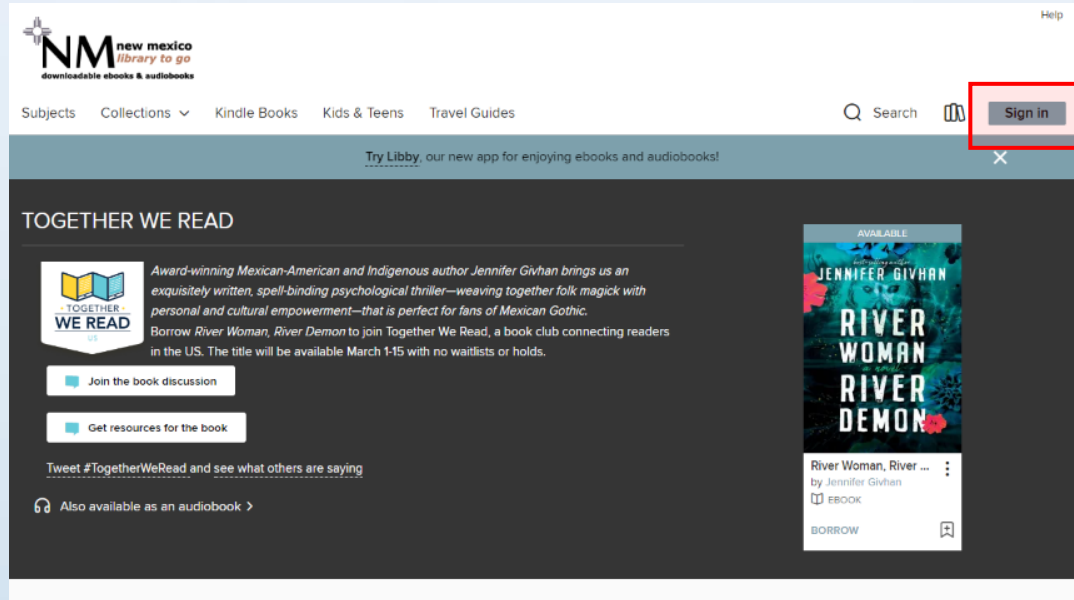 Help
NM new mexico
library to go
downloadable ebooks & audiobooks
Subjects Collections Kindle Books Kids & Teens Travel Guides Search Sign in
Try Libby, our new app for enjoying ebooks and audiobooks!
TOGETHER WE READ
TOGETHER
WE READ
US
Award-winning Mexican-American and Indigenous author Jennifer Givhan brings us an
exquisitely written, spell-binding psychological thriller—weaving together folk magick with
personal and cultural empowerment—that is perfect for fans of Mexican Gothic.
Borrow River Woman, River Demon to join Together We Read, a book club connecting readers
in the US. The title will be available March 1-15 with no waitlists or holds.
Join the book discussion
Get resources for the book
Tweet #TogetherWeRead and see what others are saying
Also available as an audiobook >
AVAILABLE
JENNIFER GIVHAN
RIVER
WOMAN
a novel
RIVER
DEMON
River Woman, River ...
by Jennifer Givhan
EBOOK
BORROW